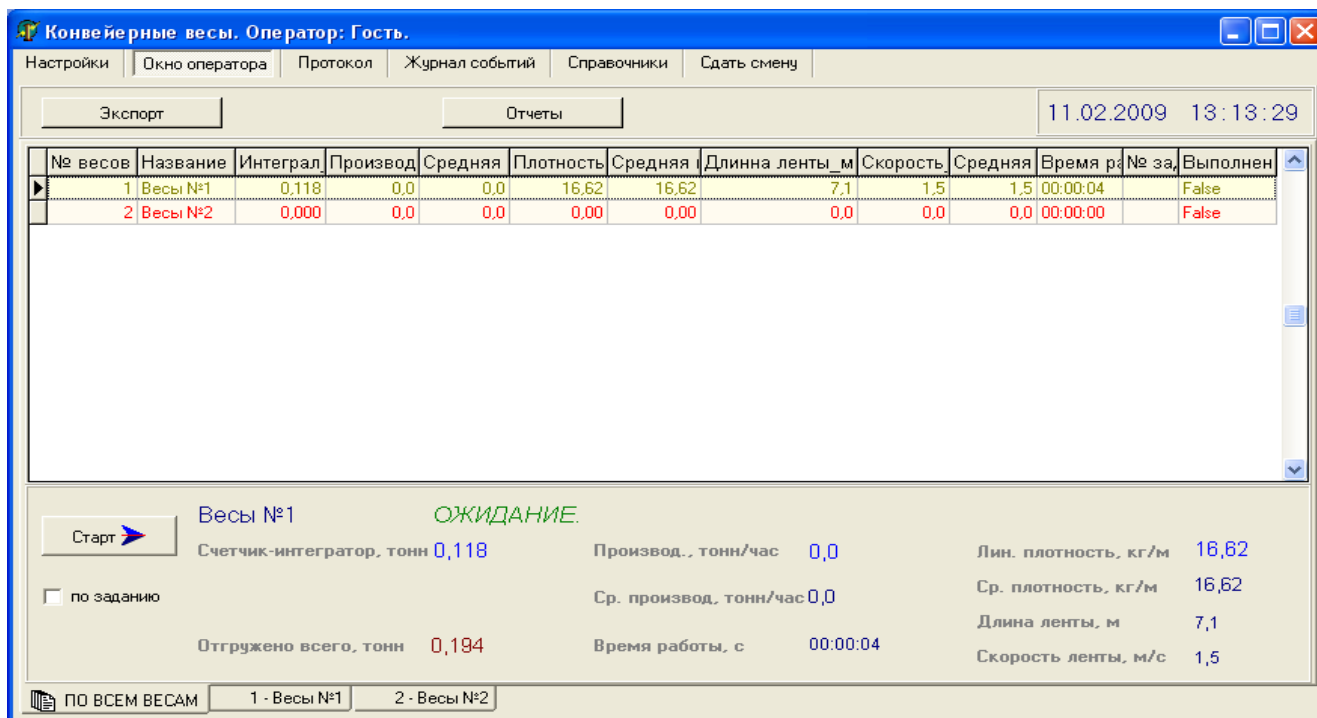 Конвейерные весы. Оператор: Гость.
Настройки Окно оператора Протокол Журнал событий Справочники Сдать смену
Экспорт Отчеты 11.02.2009 13:13:29
№ весов Название Интеграл Производ Средняя Плотность Средняя Длинна ленты_м Скорость_ Средняя Время ра № за, Выполнен
1 Весы №1 0,118 0,0 0,0 16,62 16,62 7,1 1,5 1,5 00:00:04 False
2 Весы №2 0,000 0,0 0,0 0,00 0,00 0,0 0,0 0,0 00:00:00 False
Весы №1 ОЖИДАНИЕ.
Старт
Счетчик-интегратор, тонн 0,118 Производ., тонн/час 0,0 Лин. плотность, кг/м 16,62
по заданию Ср. производ, тонн/час 0,0 Ср. плотность, кг/м 16,62
Длина ленты, м 7,1
Отгружено всего, тонн 0,194 Время работы, с 00:00:04 Скорость ленты, м/с 1,5
ПО ВСЕМ ВЕСАМ 1 - Весы №1 2 - Весы №2